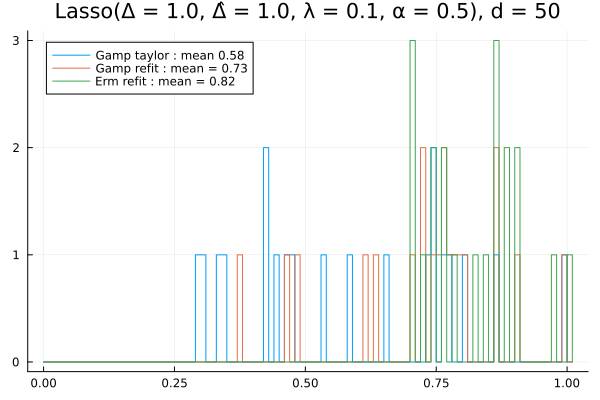 Lasso(Δ = 1.0, Δ̂ = 1.0, λ = 0.1, α = 0.5), d = 50
Gamp taylor : mean 0.58
Gamp refit : mean = 0.73
Erm refit : mean = 0.82
3
2
1
0
0.00 0.25 0.50 0.75 1.00